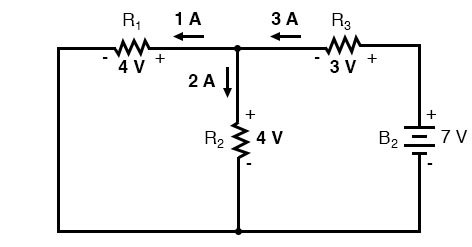 R1 1 A 3 A R3
- 4 V + - 3 V +
2 A
+ +
R2 4 V B2 7 V
- -